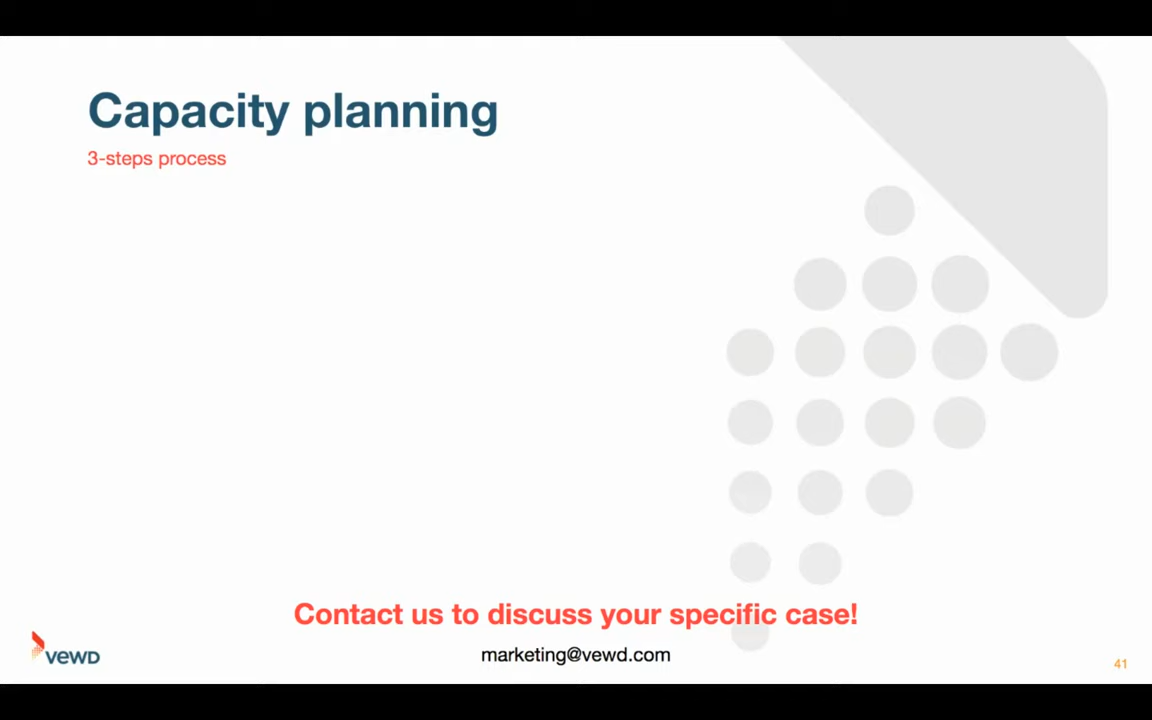 Capacity planning
3-steps process
Contact us to discuss your specific case!
marketing@vewd.com
vewd
41